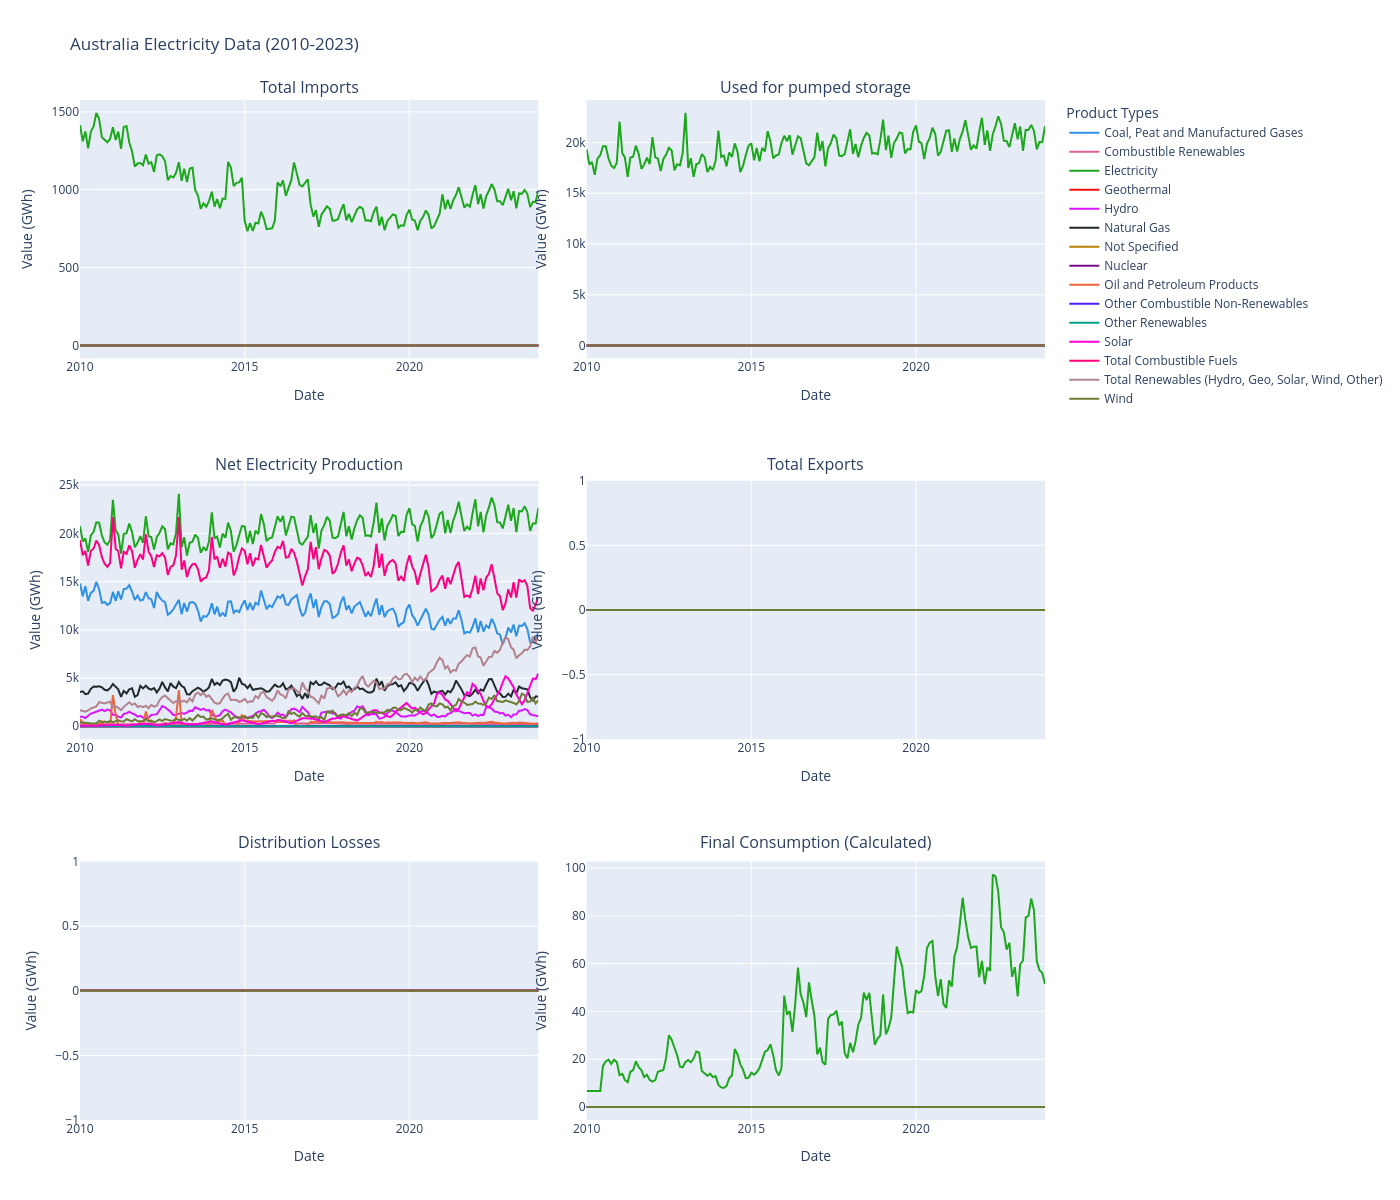 Australia Electricity Data (2010-2023)
Total Imports
1500
1000
500
0
2010
2015
2020
Date
Value (GWh)
Used for pumped storage
20k
15k
10k
5k
0
2010
2015
2020
Date
Value (GWh)
Product Types
Coal, Peat and Manufactured Gases
Combustible Renewables
Electricity
Geothermal
Hydro
Natural Gas
Not Specified
Nuclear
Oil and Petroleum Products
Other Combustible Non-Renewables
Other Renewables
Solar
Total Combustible Fuels
Total Renewables (Hydro, Geo, Solar, Wind, Other)
Wind
Net Electricity Production
25k
20k
15k
10k
5k
0
2010
2015
2020
Date
Value (GWh)
Total Exports
1
0.5
0
−0.5
−1
2010
2015
2020
Date
Value (GWh)
Distribution Losses
1
0.5
0
−0.5
−1
2010
2015
2020
Date
Value (GWh)
Final Consumption (Calculated)
100
80
60
40
20
0
2010
2015
2020
Date
Value (GWh)